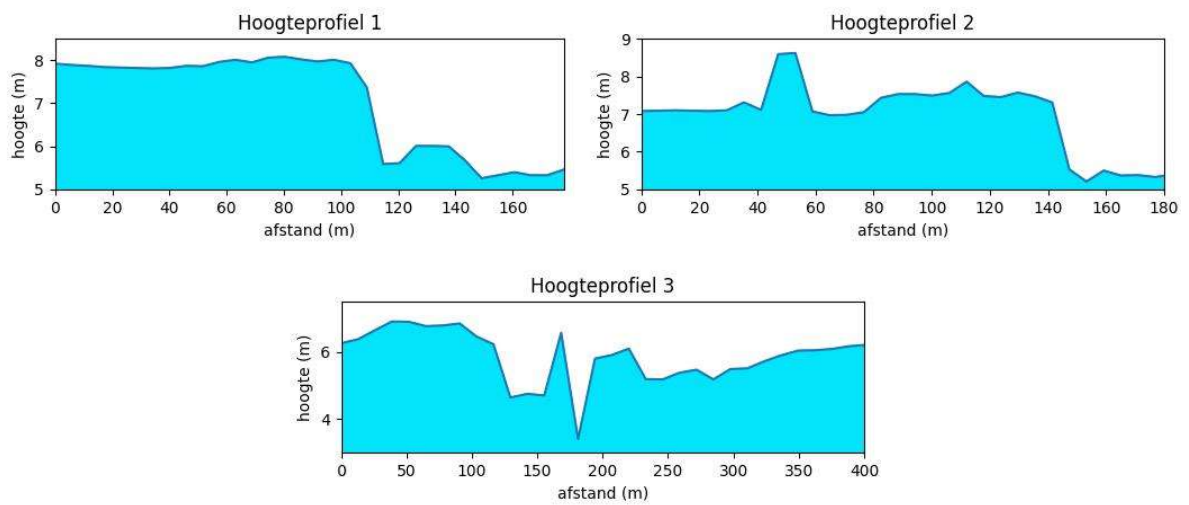 Hoogteprofiel 1
hoogte (m)
8
7
6
5
0 20 40 60 80 100 120 140 160
afstand (m)
Hoogteprofiel 2
hoogte (m)
9
8
7
6
5
0 20 40 60 80 100 120 140 160 180
afstand (m)
Hoogteprofiel 3
hoogte (m)
6
4
0 50 100 150 200 250 300 350 400
afstand (m)